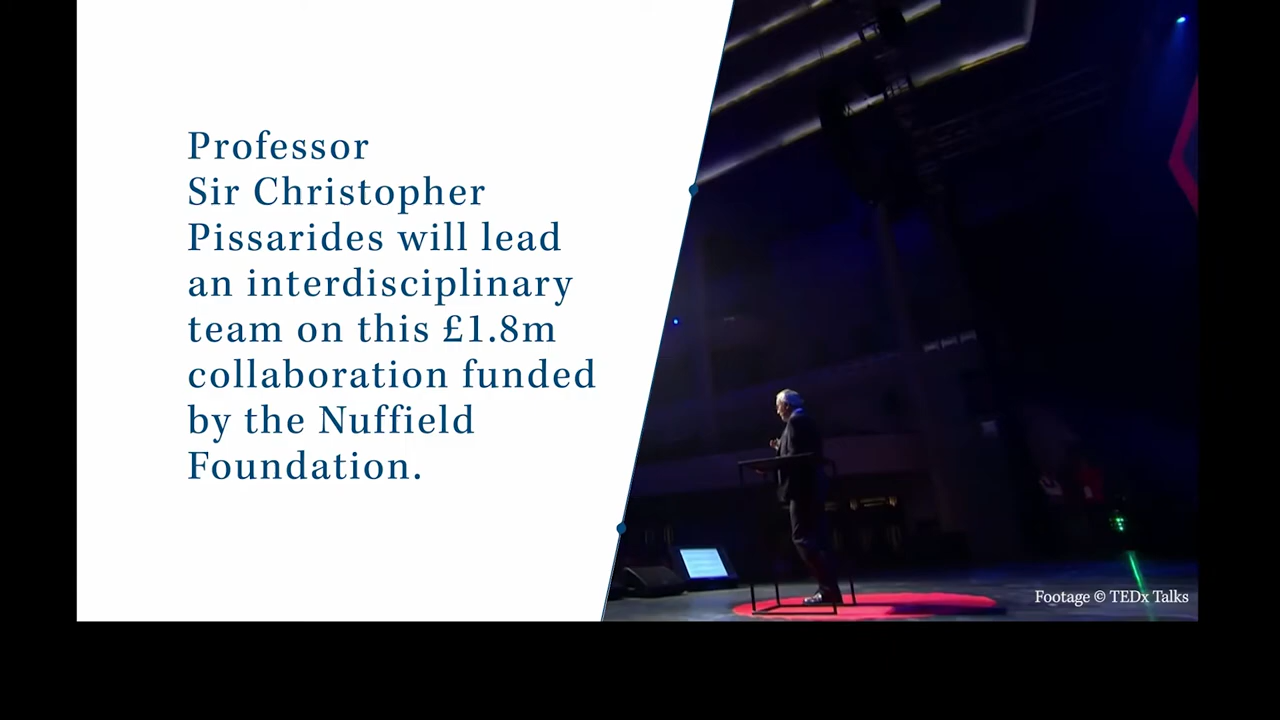 Professor
Sir Christopher
Pissarides will lead
an interdisciplinary
team on this £1.8m
collaboration funded
by the Nuffield
Foundation.
Footage © TEDx Talks